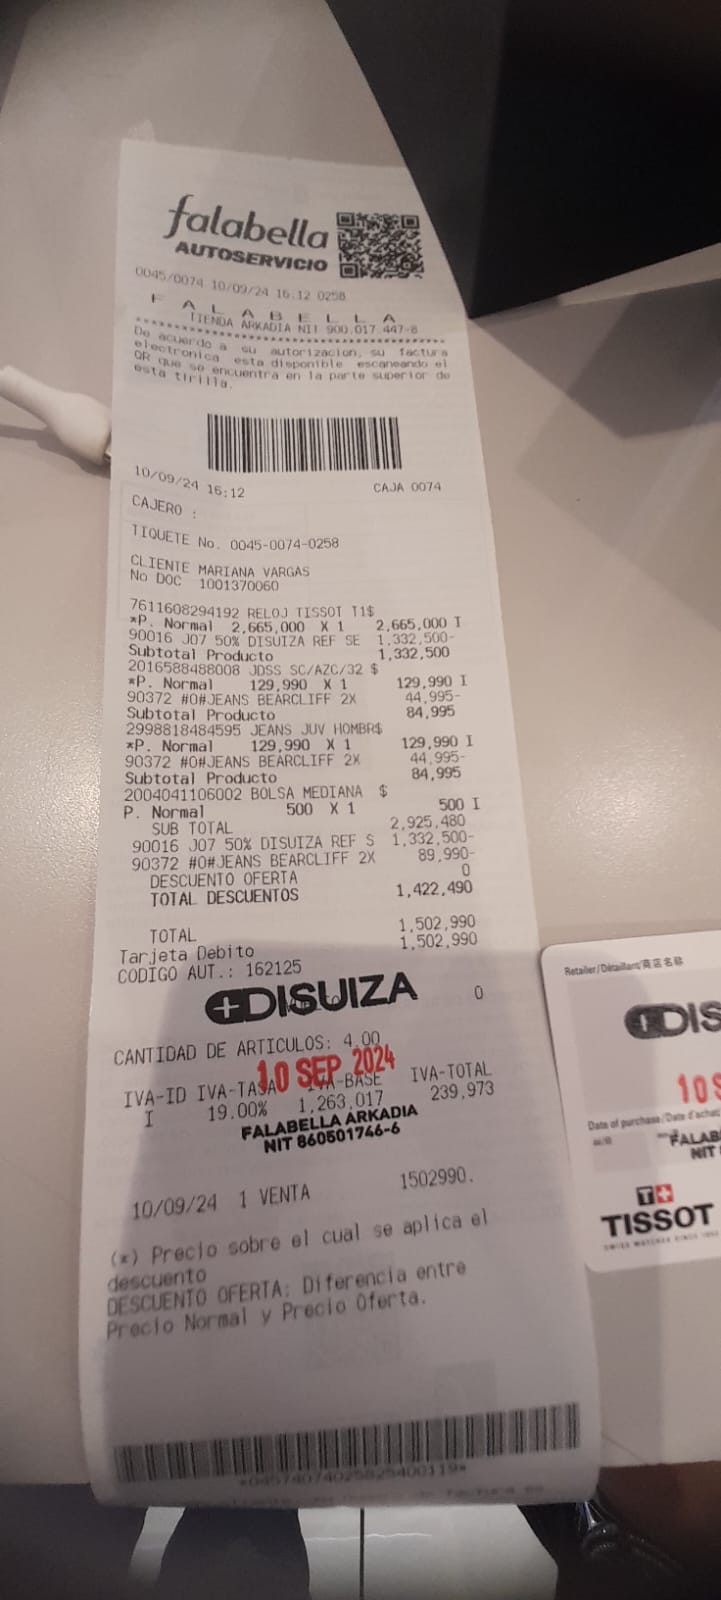 falabella
AUTOSERVICIO
0045/0074 10/09/24 16.12 0258
F A L A B E L L A
TIENDA ARKADIA NIT 900.017.447-8
De acuerdo a su autorizacion, su factura
electronica esta disponible escaneando el
QR que se encuentra en la parte superior de
esta tirilla.
10/09/24 16:12 CAJA 0074
CAJERO :
TIQUETE No. 0045-0074-0258
CLIENTE MARIANA VARGAS
No DOC 1001370060
7611608294192 RELOJ TISSOT T1$
*P. Normal 2,665,000 X 1 2,665,000 I
90016 J07 50% DISUIZA REF SE 1,332,500-
Subtotal Producto 1,332,500
2016588488008 JDSS SC/AZC/32 $
*P. Normal 129,990 X 1 129,990 I
90372 #O#JEANS BEARCLIFF 2X 44,995-
Subtotal Producto 84,995
2998818484595 JEANS JUV HOMBR$
*P. Normal 129,990 X 1 129,990 I
90372 #O#JEANS BEARCLIFF 2X 44,995-
Subtotal Producto 84,995
2004041106002 BOLSA MEDIANA $
P. Normal 500 X 1 500 I
SUB TOTAL 2,925,480
90016 J07 50% DISUIZA REF S 1,332,500-
90372 #O#JEANS BEARCLIFF 2X 89,990-
DESCUENTO OFERTA 0
TOTAL DESCUENTOS 1,422,490
TOTAL 1,502,990
Tarjeta Debito 1,502,990
CODIGO AUT.: 162125
DISUIZA 0
CANTIDAD DE ARTICULOS: 4.00
10 SEP 2024
IVA-ID IVA-TASA IVA-BASE IVA-TOTAL
I 19.00% 1,263,017 239,973
FALABELLA ARKADIA
NIT 860501746-6
10/09/24 1 VENTA 1502990.
(*) Precio sobre el cual se aplica el
descuento
DESCUENTO OFERTA: Diferencia entre
Precio Normal y Precio Oferta.
Retailer/Détaillant/商店名称
DIS
10 S
Date of purchase/Date d'achat
FALAB
NIT
T+
TISSOT
SWISS WATCHES SINCE 1853